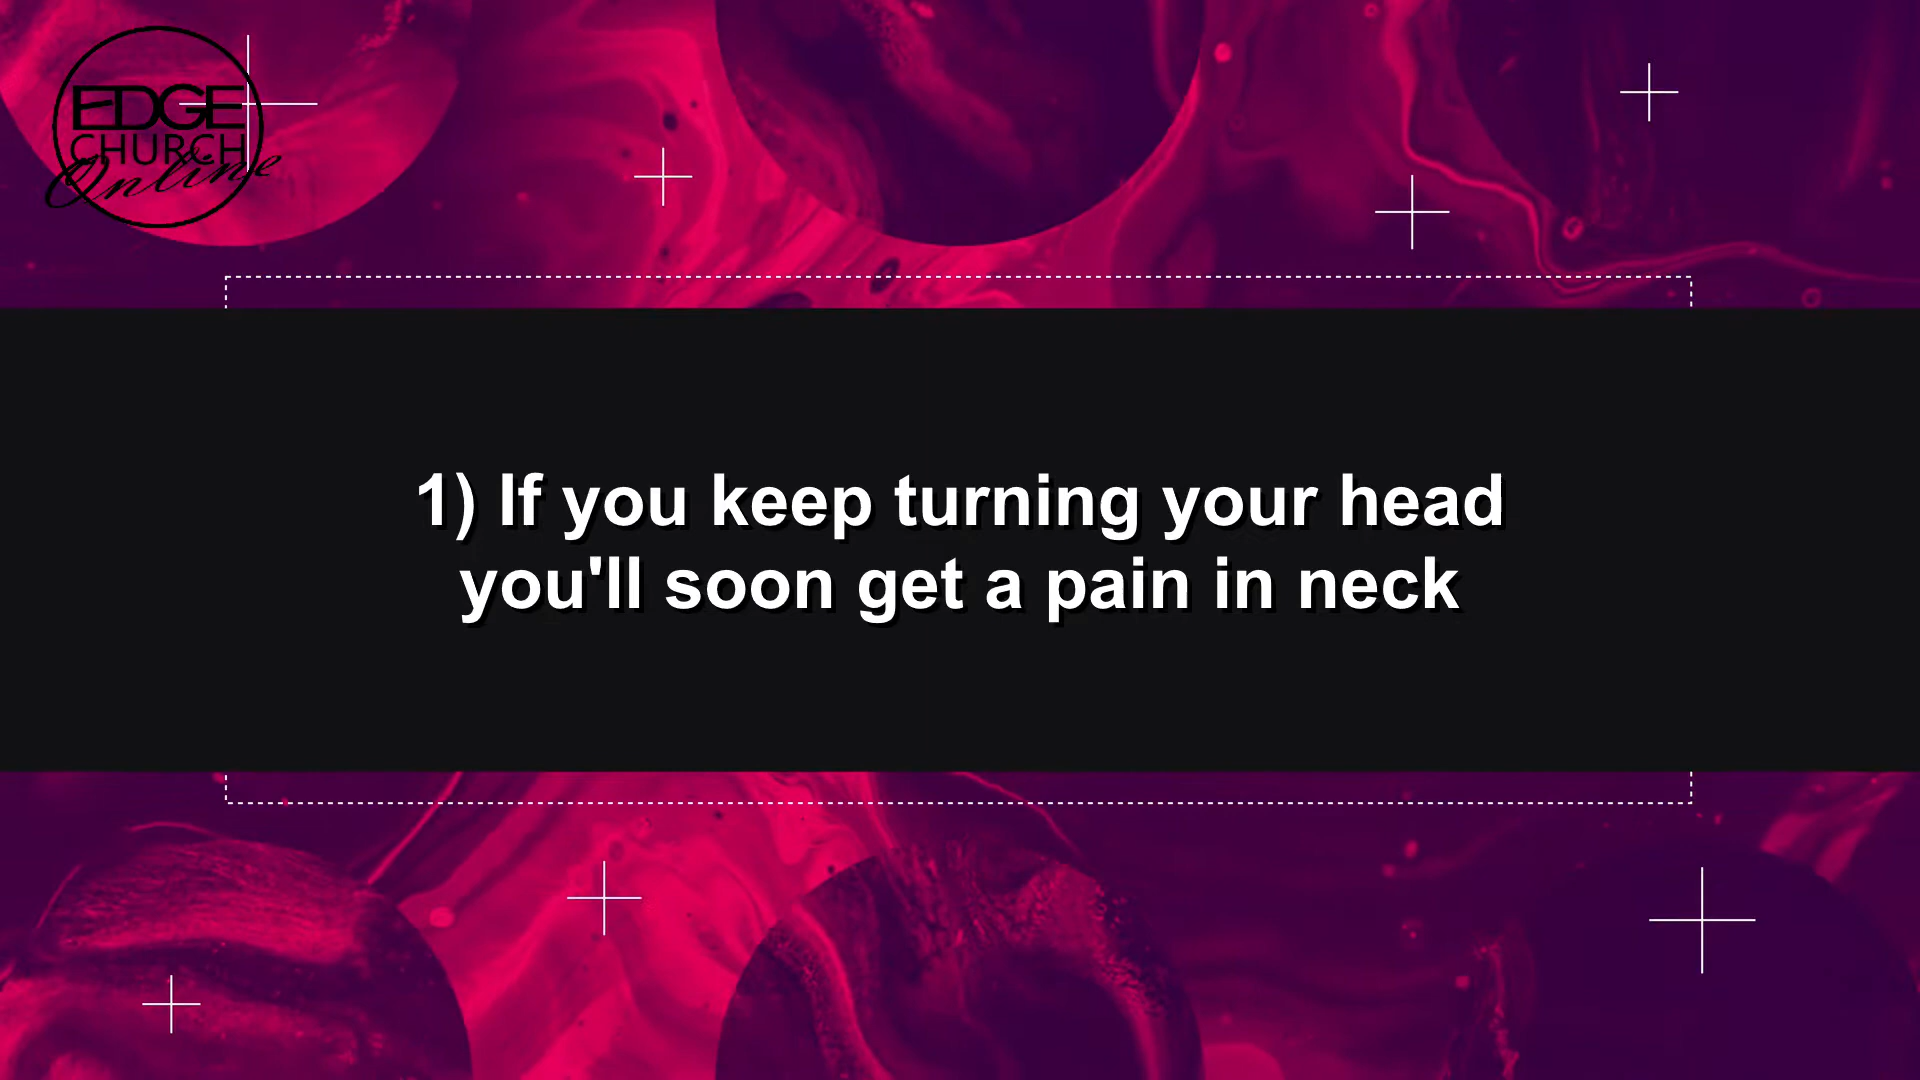 EDGE
CHURCH
Online
1) If you keep turning your head
you'll soon get a pain in neck